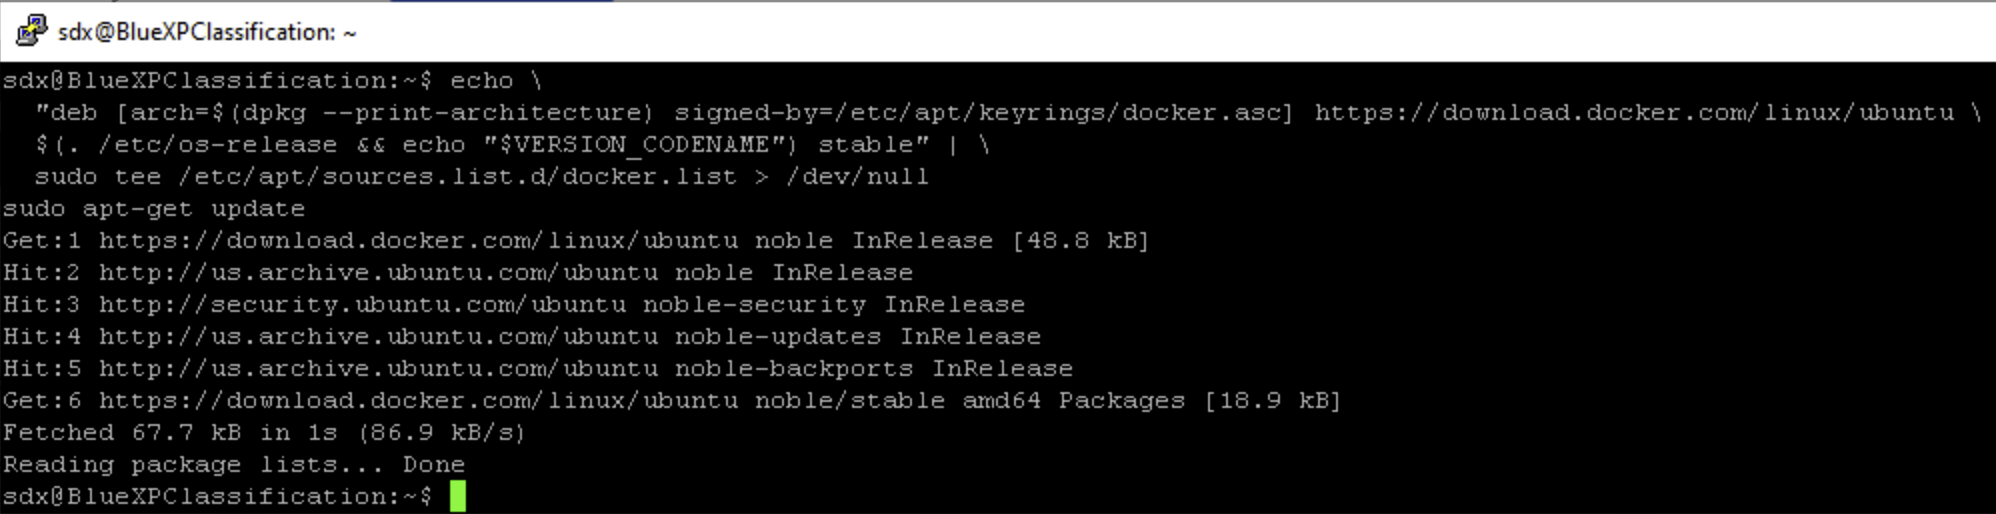 sdx@BlueXPClassification: ~
sdx@BlueXPClassification:~$ echo \
  "deb [arch=$(dpkg --print-architecture) signed-by=/etc/apt/keyrings/docker.asc] https://download.docker.com/linux/ubuntu \
  $(. /etc/os-release && echo "$VERSION_CODENAME") stable" | \
  sudo tee /etc/apt/sources.list.d/docker.list > /dev/null
sudo apt-get update
Get:1 https://download.docker.com/linux/ubuntu noble InRelease [48.8 kB]
Hit:2 http://us.archive.ubuntu.com/ubuntu noble InRelease
Hit:3 http://security.ubuntu.com/ubuntu noble-security InRelease
Hit:4 http://us.archive.ubuntu.com/ubuntu noble-updates InRelease
Hit:5 http://us.archive.ubuntu.com/ubuntu noble-backports InRelease
Get:6 https://download.docker.com/linux/ubuntu noble/stable amd64 Packages [18.9 kB]
Fetched 67.7 kB in 1s (86.9 kB/s)
Reading package lists... Done
sdx@BlueXPClassification:~$